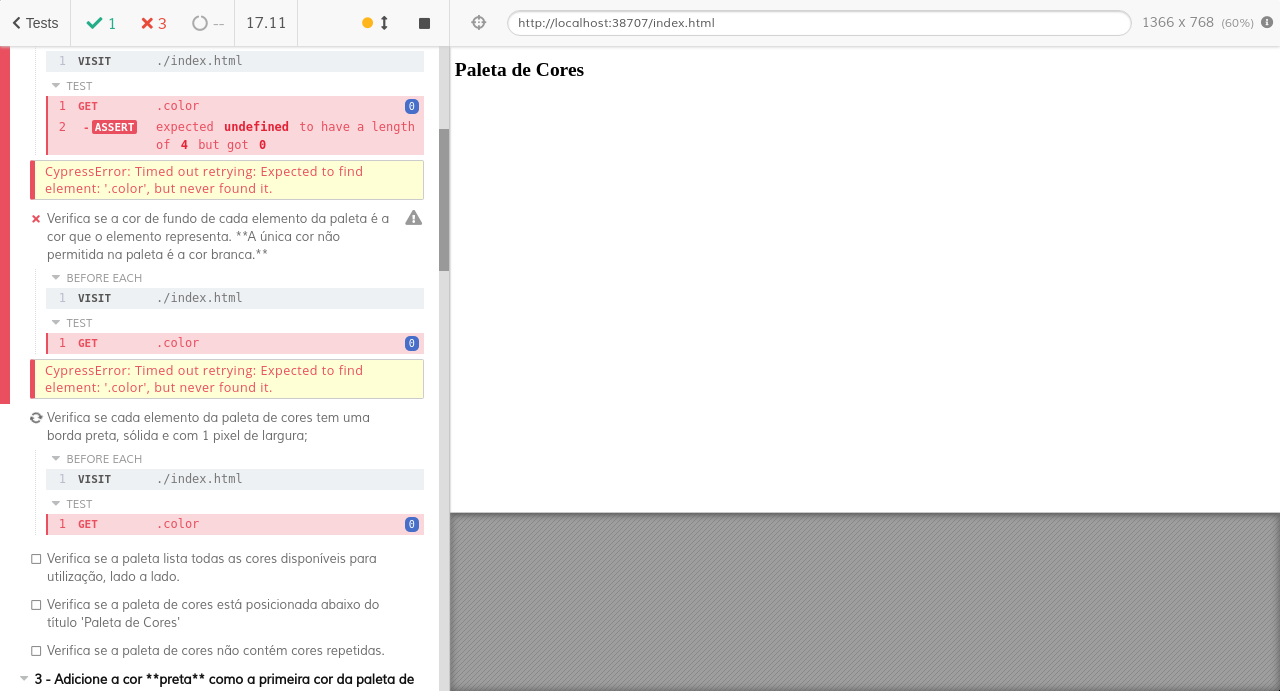 Tests
1
3
--
17.11
http://localhost:38707/index.html
1366 x 768 (60%)
1 VISIT ./index.html
TEST
1 GET .color 0
2 -ASSERT expected undefined to have a length
of 4 but got 0
CypressError: Timed out retrying: Expected to find
element: '.color', but never found it.
Verifica se a cor de fundo de cada elemento da paleta é a
cor que o elemento representa. **A única cor não
permitida na paleta é a cor branca.**
BEFORE EACH
1 VISIT ./index.html
TEST
1 GET .color 0
CypressError: Timed out retrying: Expected to find
element: '.color', but never found it.
Verifica se cada elemento da paleta de cores tem uma
borda preta, sólida e com 1 pixel de largura;
BEFORE EACH
1 VISIT ./index.html
TEST
1 GET .color 0
Verifica se a paleta lista todas as cores disponíveis para
utilização, lado a lado.
Verifica se a paleta de cores está posicionada abaixo do
título 'Paleta de Cores'
Verifica se a paleta de cores não contém cores repetidas.
3 - Adicione a cor **preta** como a primeira cor da paleta de
Paleta de Cores